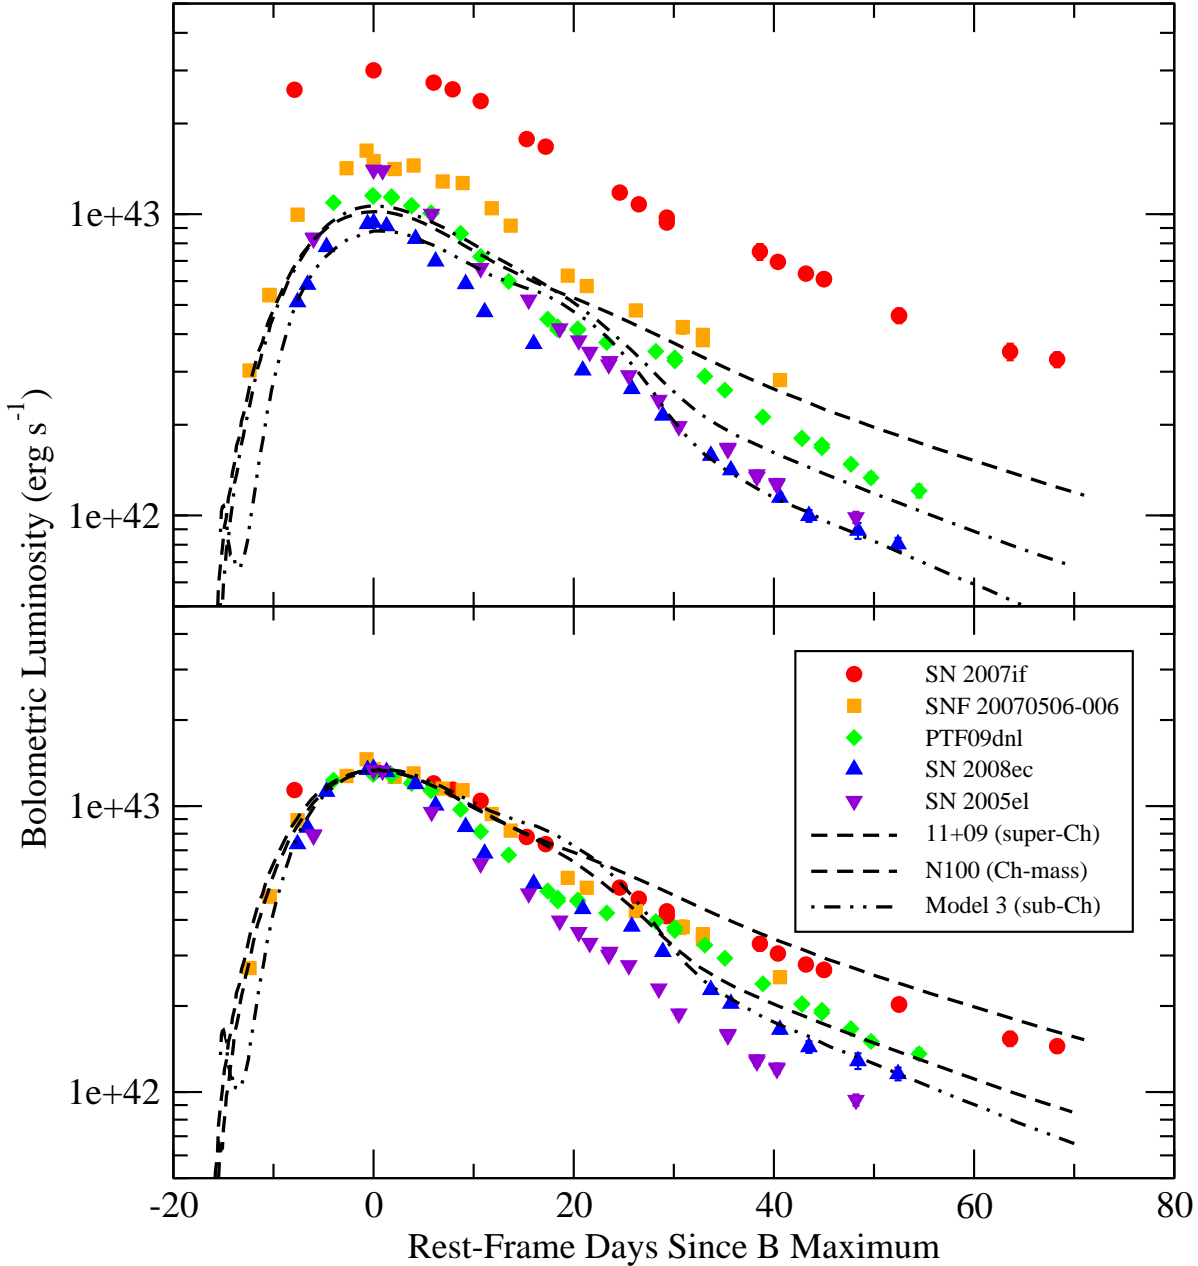 Bolometric Luminosity (erg s⁻¹)
1e+43
1e+42
1e+43
1e+42
SN 2007if
SNF 20070506-006
PTF09dnl
SN 2008ec
SN 2005el
11+09 (super-Ch)
N100 (Ch-mass)
Model 3 (sub-Ch)
-20 0 20 40 60 80
Rest-Frame Days Since B Maximum